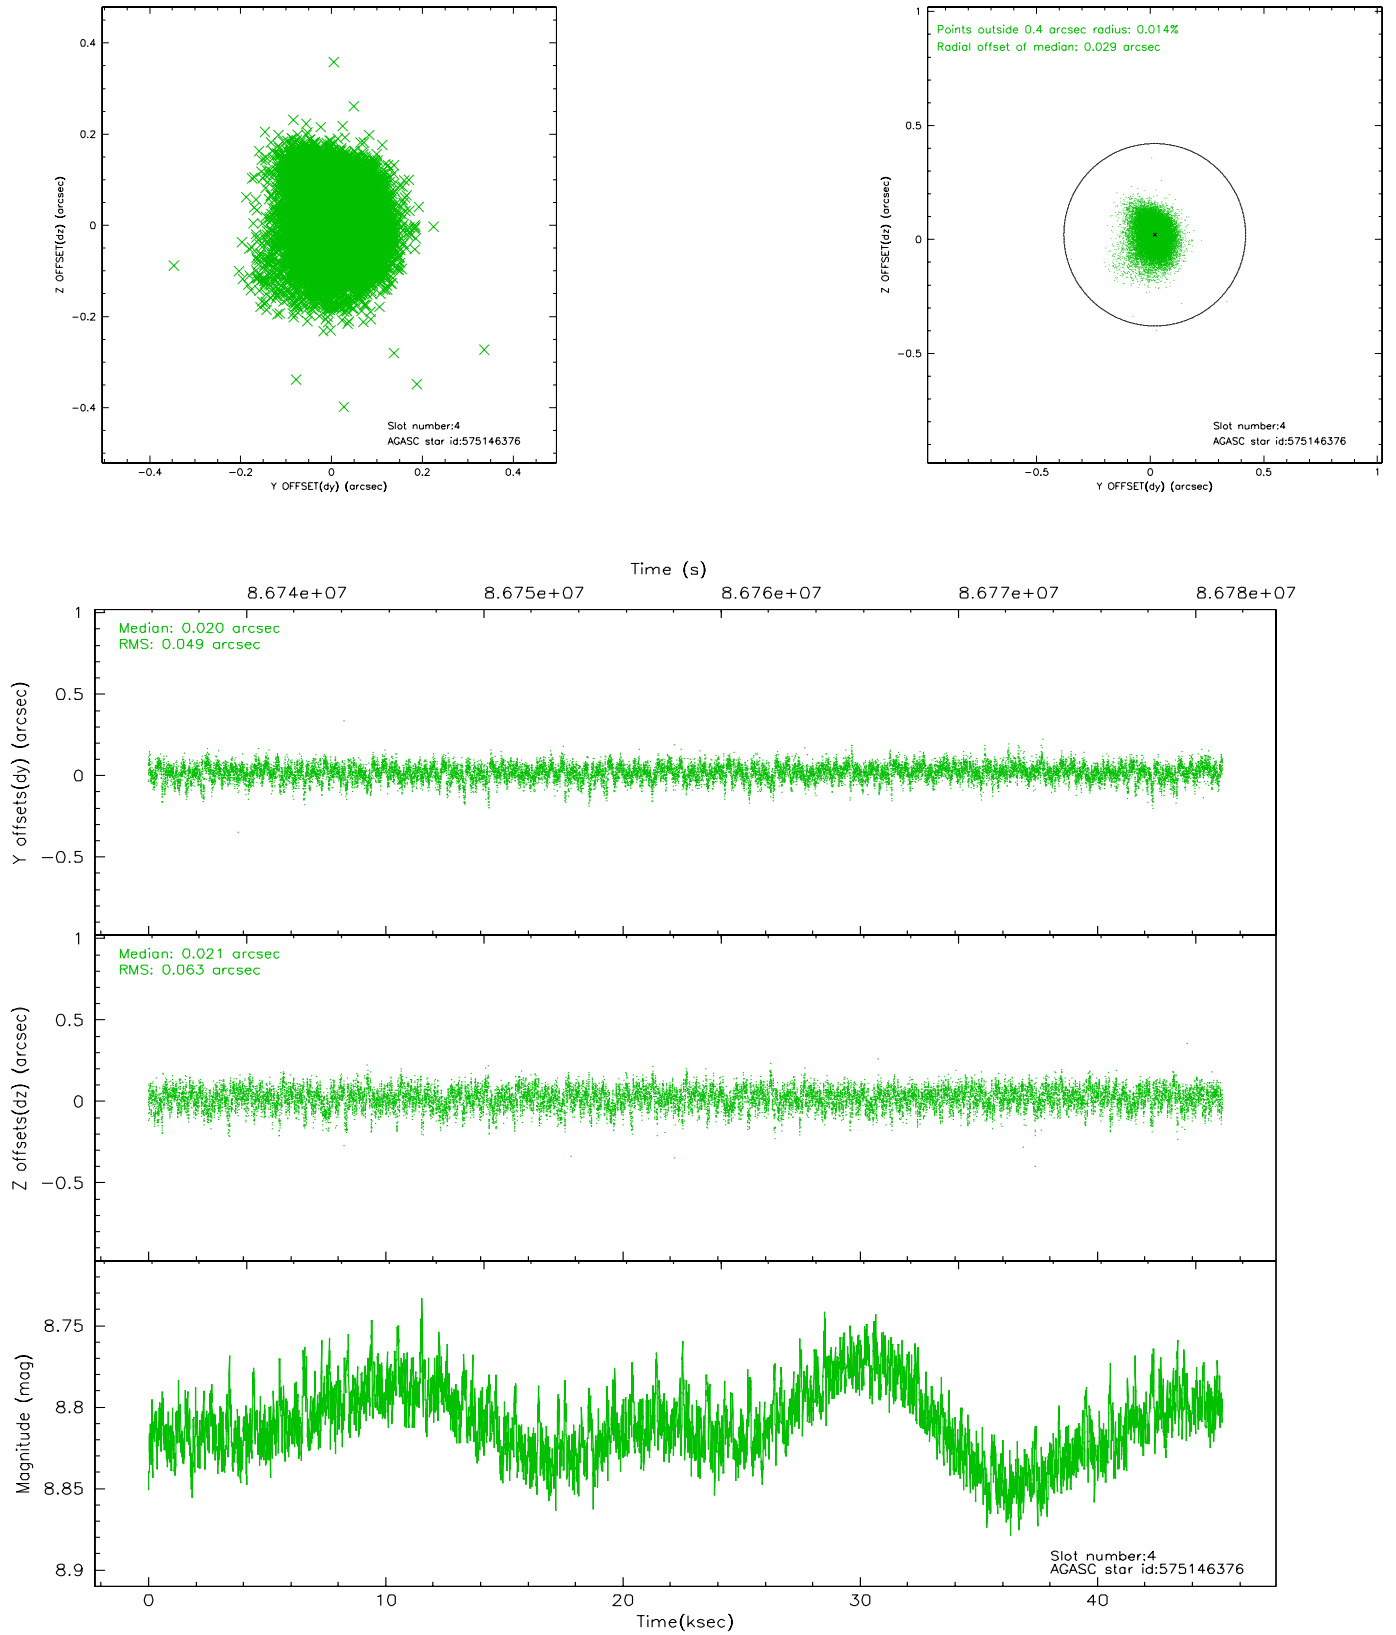 0.4
0.2
0
−0.2
−0.4
Z OFFSET(dz) (arcsec)
Slot number:4
AGASC star id:575146376
−0.4 −0.2 0 0.2 0.4
Y OFFSET(dy) (arcsec)
1
0.5
0
−0.5
Z OFFSET(dz) (arcsec)
Points outside 0.4 arcsec radius: 0.014%
Radial offset of median: 0.029 arcsec
Slot number:4
AGASC star id:575146376
−0.5 0 0.5 1
Y OFFSET(dy) (arcsec)
Time (s)
8.674e+07 8.675e+07 8.676e+07 8.677e+07 8.678e+07
Median: 0.020 arcsec
RMS: 0.049 arcsec
1
0.5
0
−0.5
Y offsets(dy) (arcsec)
Median: 0.021 arcsec
RMS: 0.063 arcsec
1
0.5
0
−0.5
Z offsets(dz) (arcsec)
8.75
8.8
8.85
8.9
Magnitude (mag)
Slot number:4
AGASC star id:575146376
0 10 20 30 40
Time(ksec)